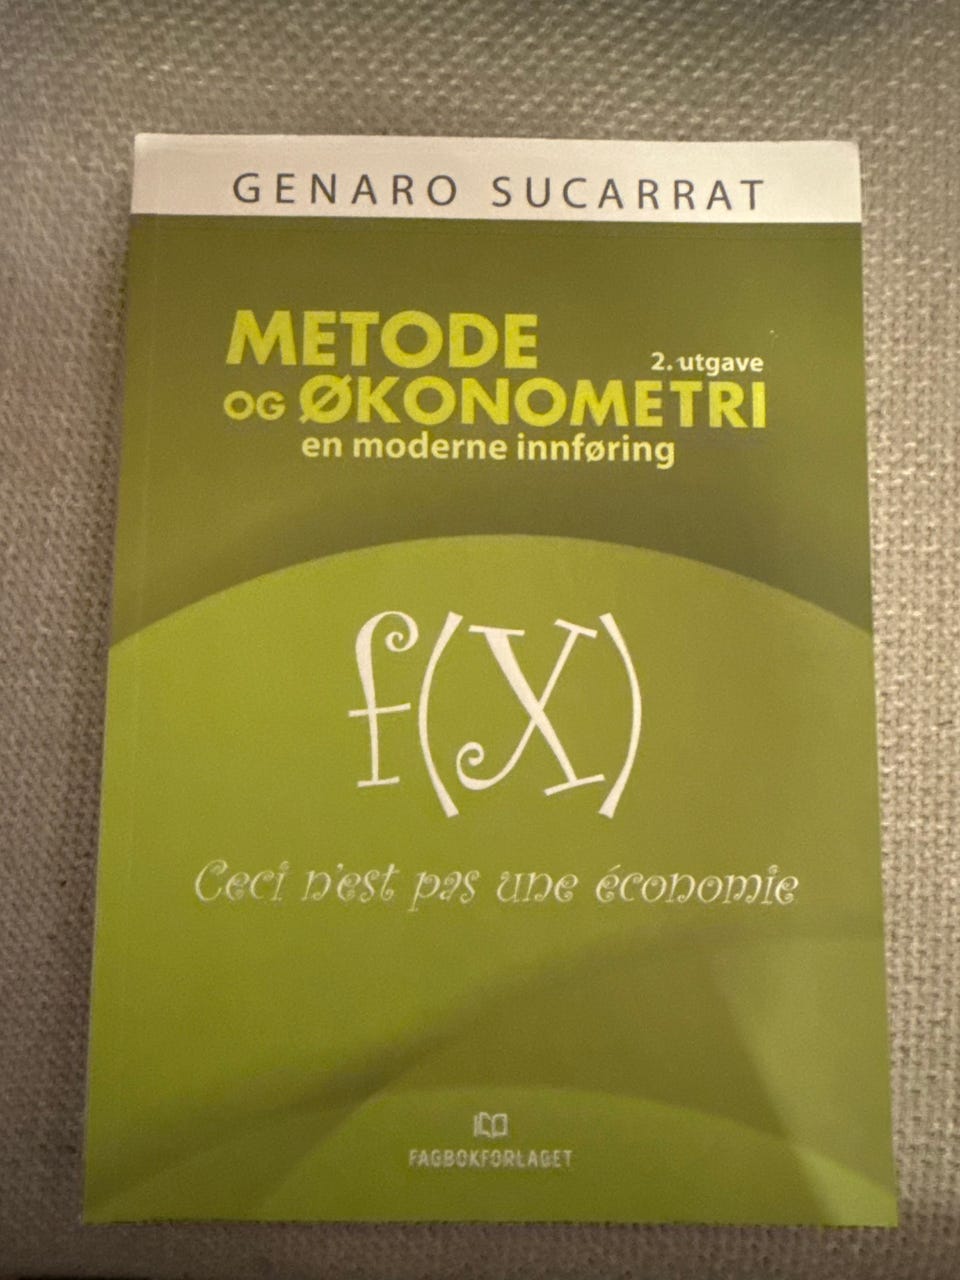 GENARO SUCARRAT
METODE
2. utgave
OG ØKONOMETRI
en moderne innføring
f(X)
Ceci n'est pas une économie
FAGBOKFORLAGET